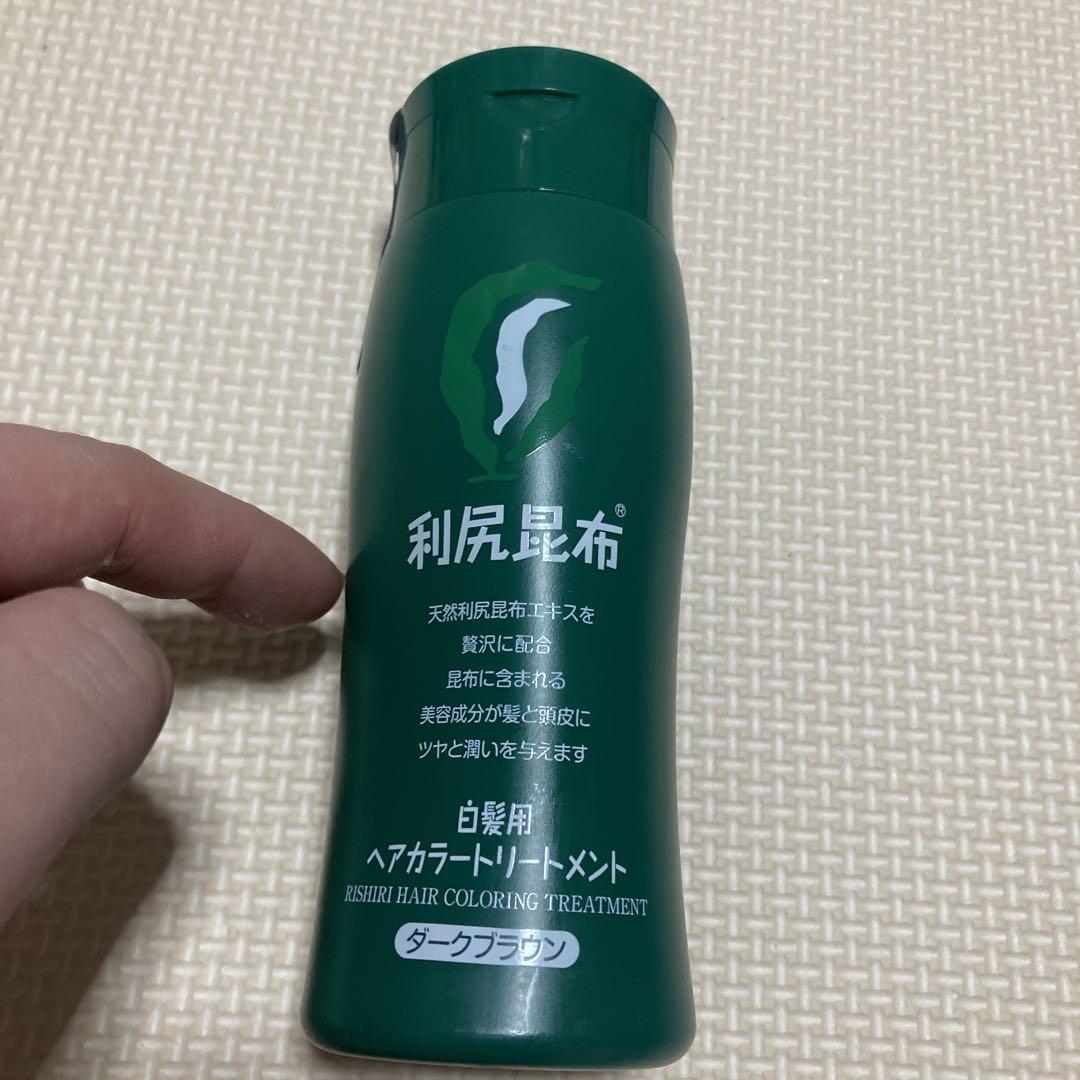 利尻昆布®
天然利尻昆布エキスを
贅沢に配合
昆布に含まれる
美容成分が髪と頭皮に
ツヤと潤いを与えます
白髪用
ヘアカラートリートメント
RISHIRI HAIR COLORING TREATMENT
ダークブラウン